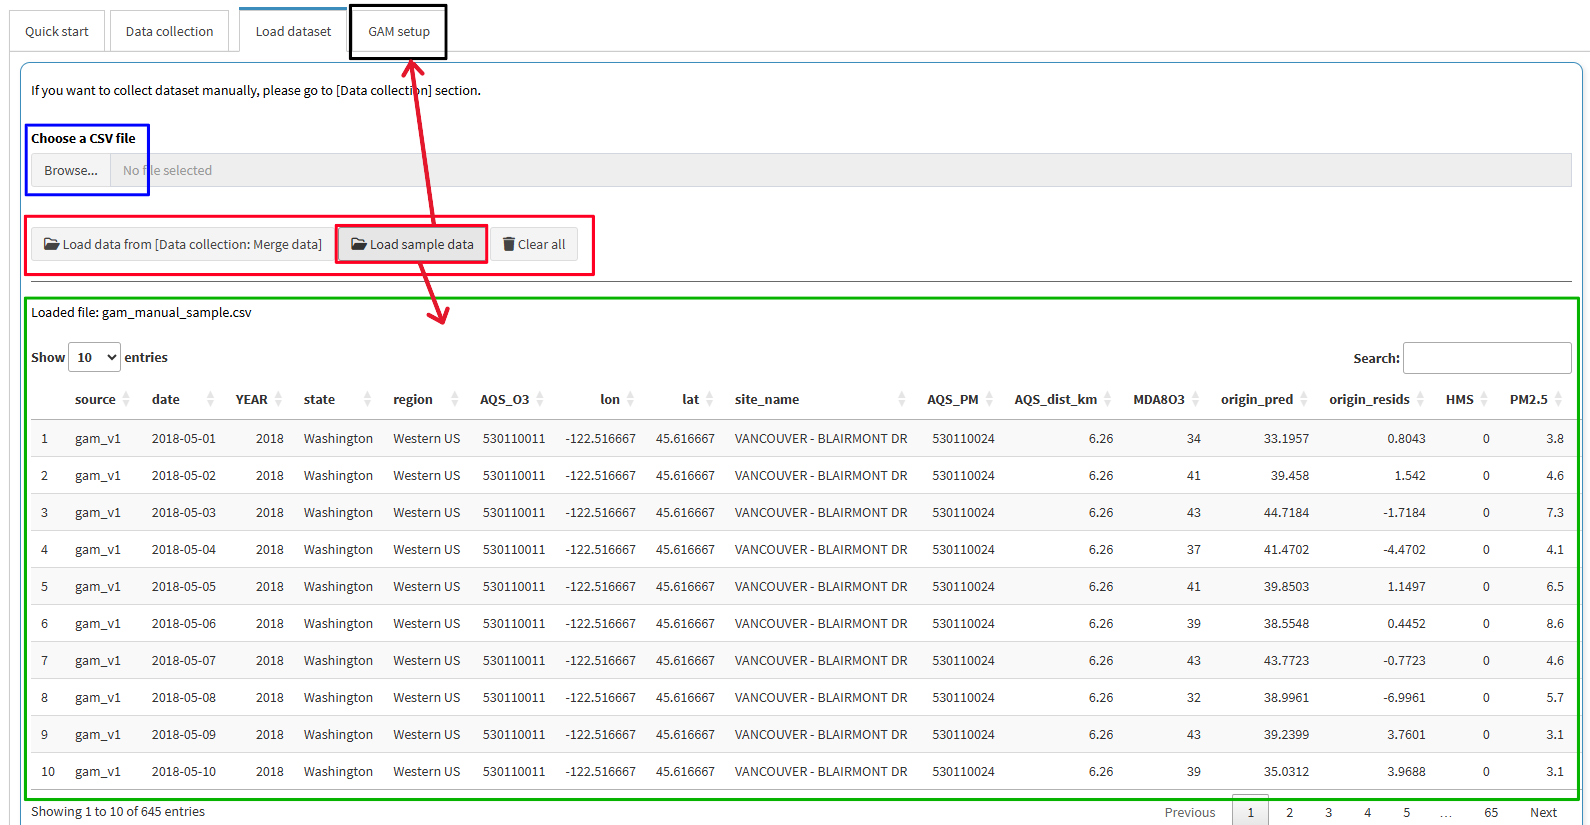 Quick start Data collection Load dataset GAM setup
If you want to collect dataset manually, please go to [Data collection] section.
Choose a CSV file
Browse... No file selected
Load data from [Data collection: Merge data] Load sample data Clear all
Loaded file: gam_manual_sample.csv
Show 10 entries Search:
source date YEAR state region AQS_O3 lon lat site_name AQS_PM AQS_dist_km MDA8O3 origin_pred origin_resids HMS PM2.5
1 gam_v1 2018-05-01 2018 Washington Western US 530110011 -122.516667 45.616667 VANCOUVER - BLAIRMONT DR 530110024 6.26 34 33.1957 0.8043 0 3.8
2 gam_v1 2018-05-02 2018 Washington Western US 530110011 -122.516667 45.616667 VANCOUVER - BLAIRMONT DR 530110024 6.26 41 39.458 1.542 0 4.6
3 gam_v1 2018-05-03 2018 Washington Western US 530110011 -122.516667 45.616667 VANCOUVER - BLAIRMONT DR 530110024 6.26 43 44.7184 -1.7184 0 7.3
4 gam_v1 2018-05-04 2018 Washington Western US 530110011 -122.516667 45.616667 VANCOUVER - BLAIRMONT DR 530110024 6.26 37 41.4702 -4.4702 0 4.1
5 gam_v1 2018-05-05 2018 Washington Western US 530110011 -122.516667 45.616667 VANCOUVER - BLAIRMONT DR 530110024 6.26 41 39.8503 1.1497 0 6.5
6 gam_v1 2018-05-06 2018 Washington Western US 530110011 -122.516667 45.616667 VANCOUVER - BLAIRMONT DR 530110024 6.26 39 38.5548 0.4452 0 8.6
7 gam_v1 2018-05-07 2018 Washington Western US 530110011 -122.516667 45.616667 VANCOUVER - BLAIRMONT DR 530110024 6.26 43 43.7723 -0.7723 0 4.6
8 gam_v1 2018-05-08 2018 Washington Western US 530110011 -122.516667 45.616667 VANCOUVER - BLAIRMONT DR 530110024 6.26 32 38.9961 -6.9961 0 5.7
9 gam_v1 2018-05-09 2018 Washington Western US 530110011 -122.516667 45.616667 VANCOUVER - BLAIRMONT DR 530110024 6.26 43 39.2399 3.7601 0 3.1
10 gam_v1 2018-05-10 2018 Washington Western US 530110011 -122.516667 45.616667 VANCOUVER - BLAIRMONT DR 530110024 6.26 39 35.0312 3.9688 0 3.1
Showing 1 to 10 of 645 entries Previous 1 2 3 4 5 … 65 Next